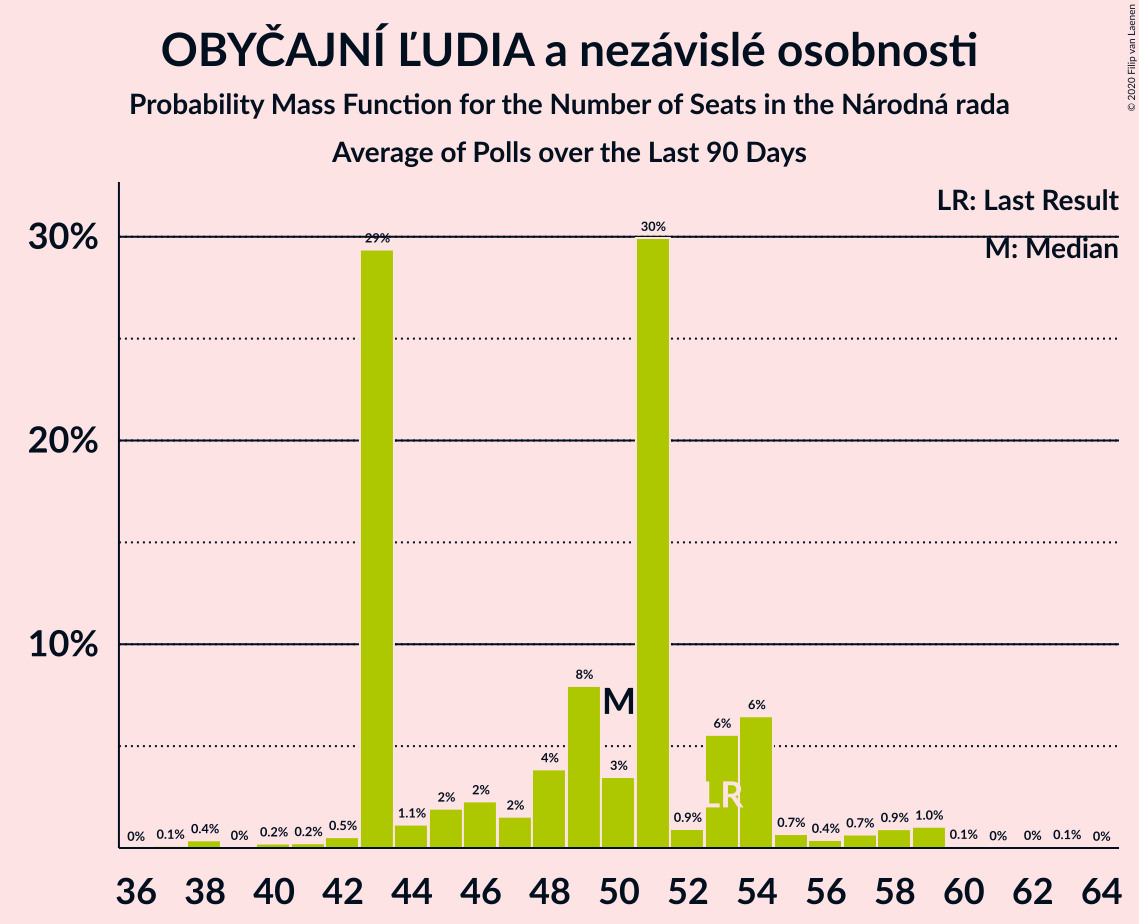 OBYČAJNÍ ĽUDIA a nezávislé osobnosti
Probability Mass Function for the Number of Seats in the Národná rada
Average of Polls over the Last 90 Days
© 2020 Filip van Laenen
LR: Last Result
M: Median
30%
20%
10%
0% 0.1% 0.4% 0% 0.2% 0.2% 0.5% 29% 1.1% 2% 2% 2% 4% 8% 3% 30% 0.9% 6% 6% 0.7% 0.4% 0.7% 0.9% 1.0% 0.1% 0% 0% 0.1% 0%
M
LR
36 38 40 42 44 46 48 50 52 54 56 58 60 62 64